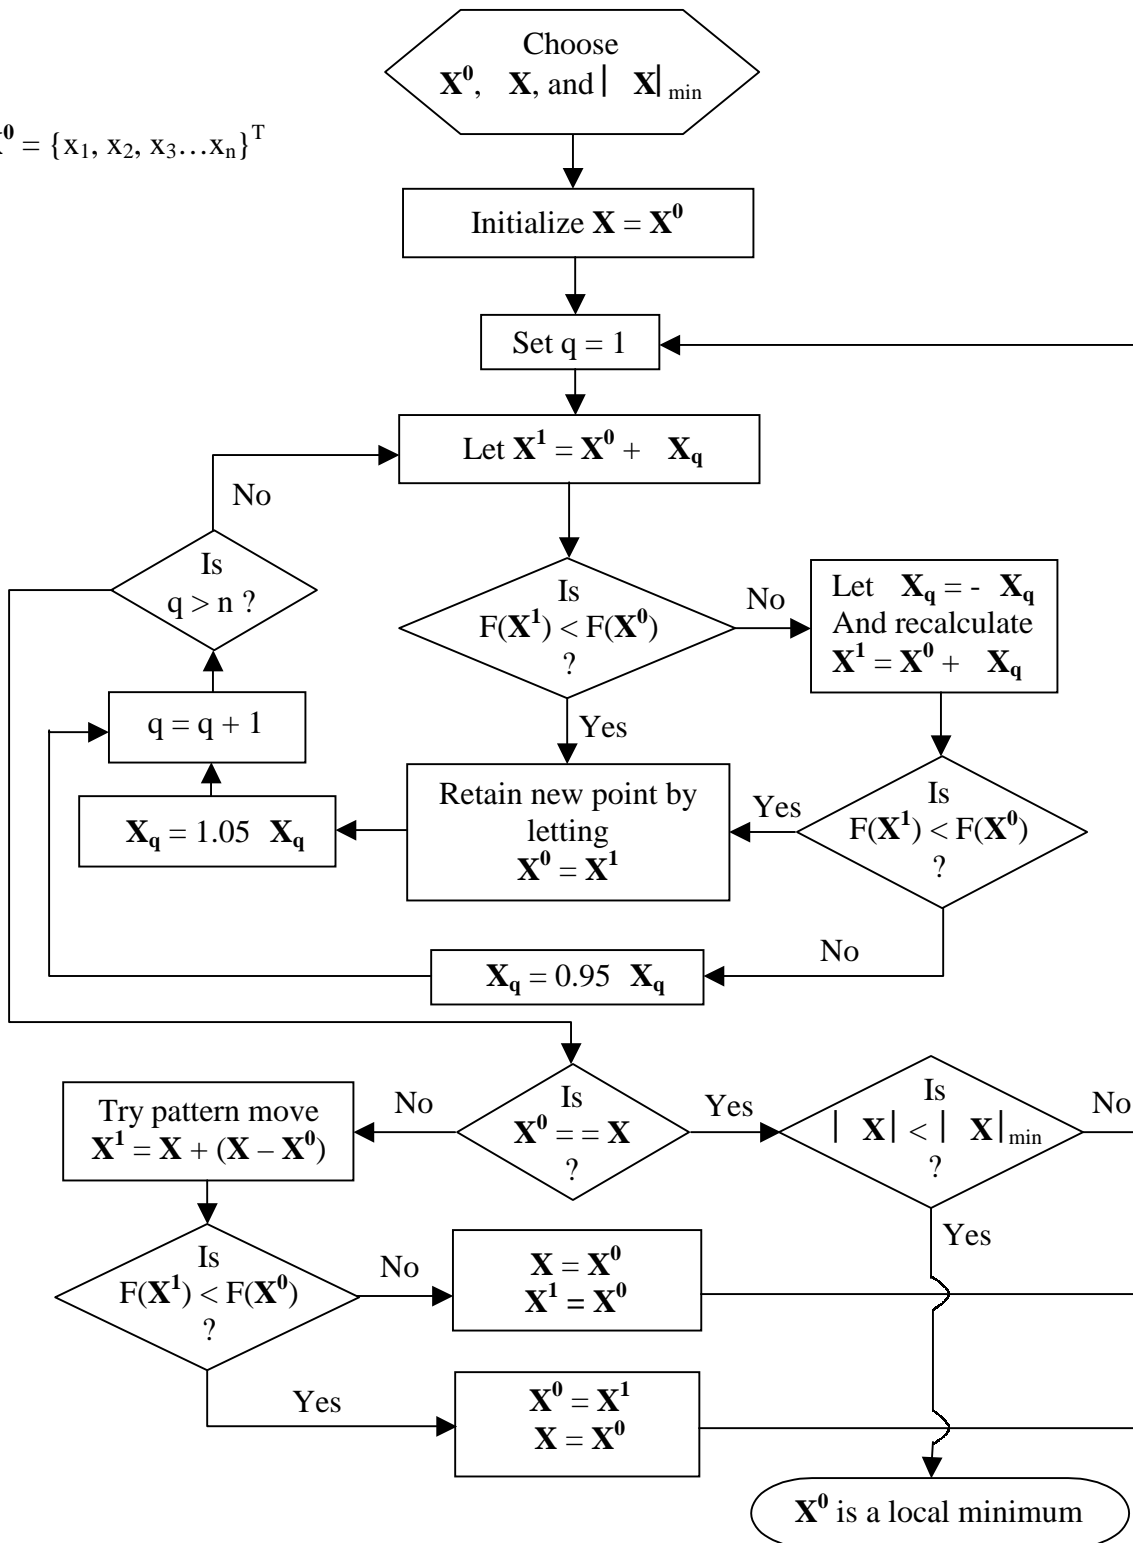 Choose
X⁰, X, and | X|min
X⁰ = {x₁, x₂, x₃…xₙ}ᵀ
Initialize X = X⁰
Set q = 1
Let X¹ = X⁰ + Xq
No
Is
q > n ?
Is
F(X¹) < F(X⁰)
?
No
Let Xq = - Xq
And recalculate
X¹ = X⁰ + Xq
q = q + 1
Yes
Xq = 1.05 Xq
Retain new point by
letting
X⁰ = X¹
Yes
Is
F(X¹) < F(X⁰)
?
No
Xq = 0.95 Xq
Try pattern move
X¹ = X + (X – X⁰)
No
Is
X⁰ = = X
?
Yes
Is
| X| < | X|min
?
No
Yes
Is
F(X¹) < F(X⁰)
?
No
X = X⁰
X¹ = X⁰
Yes
X⁰ = X¹
X = X⁰
X⁰ is a local minimum